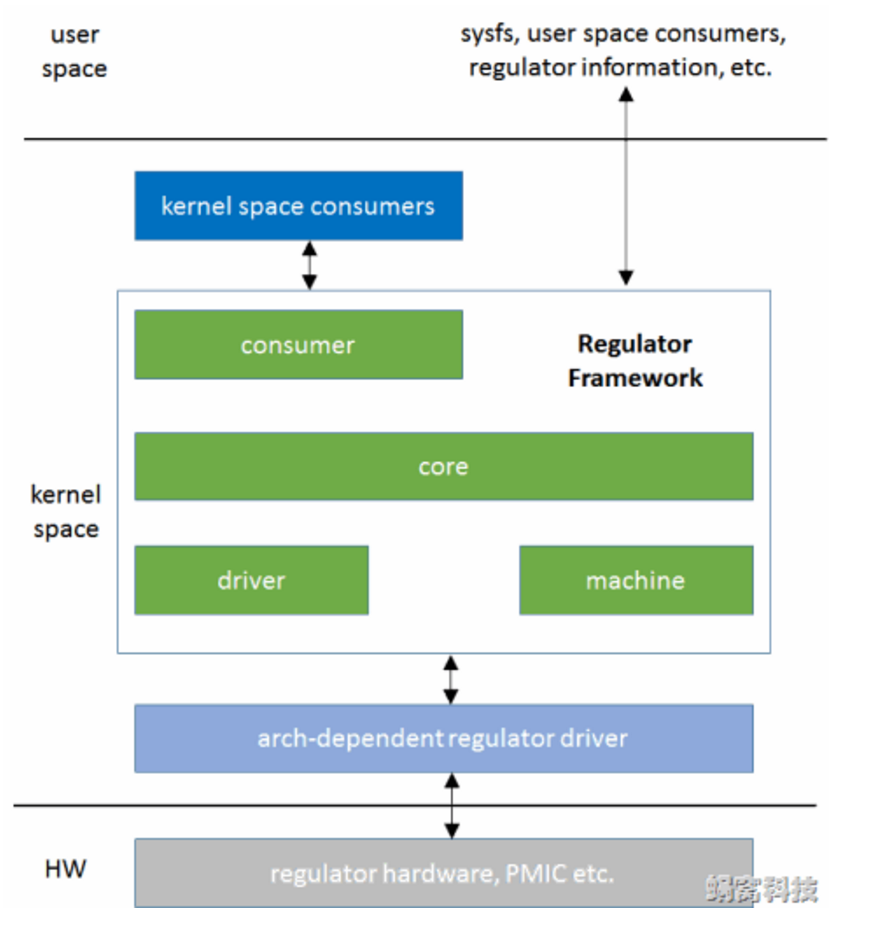 user
space
sysfs, user space consumers,
regulator information, etc.
kernel space consumers
consumer
Regulator
Framework
core
kernel
space
driver
machine
arch-dependent regulator driver
HW
regulator hardware, PMIC etc.
蜗窝科技